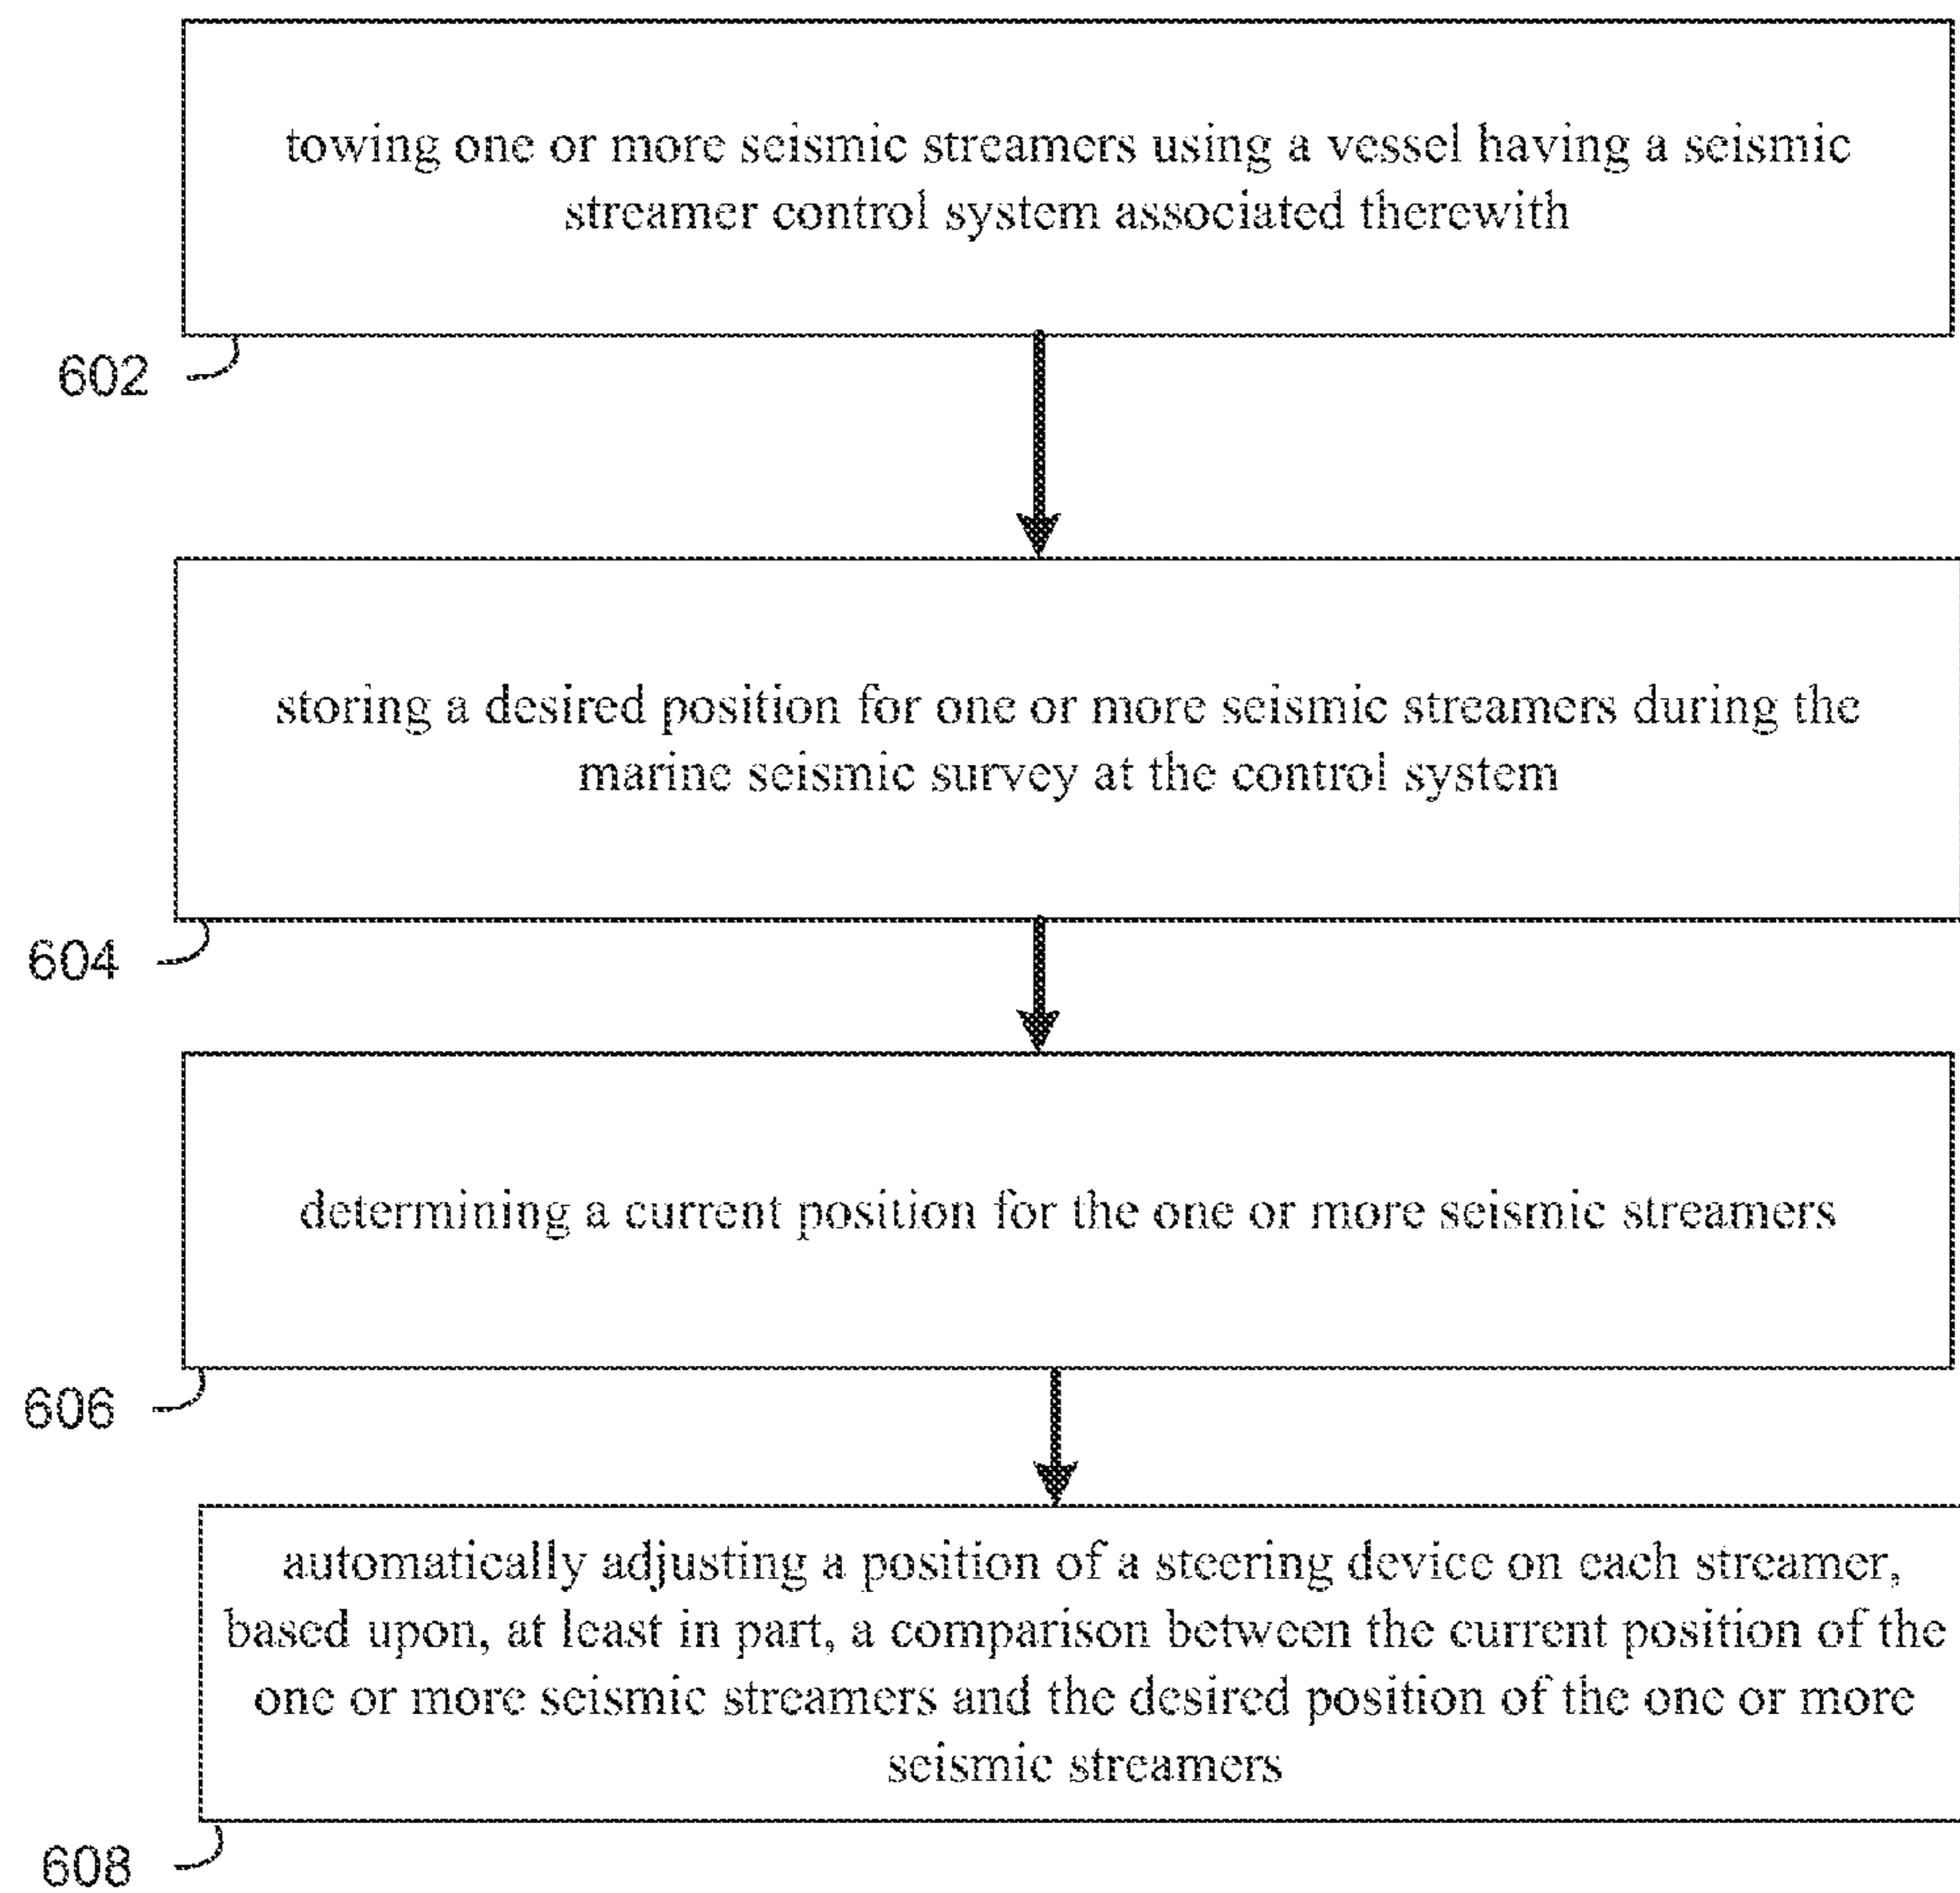 towing one or more seismic streamers using a vessel having a seismic
streamer control system associated therewith
602
storing a desired position for one or more seismic streamers during the
marine seismic survey at the control system
604
determining a current position for the one or more seismic streamers
606
automatically adjusting a position of a steering device on each streamer,
based upon, at least in part, a comparison between the current position of the
one or more seismic streamers and the desired position of the one or more
seismic streamers
608